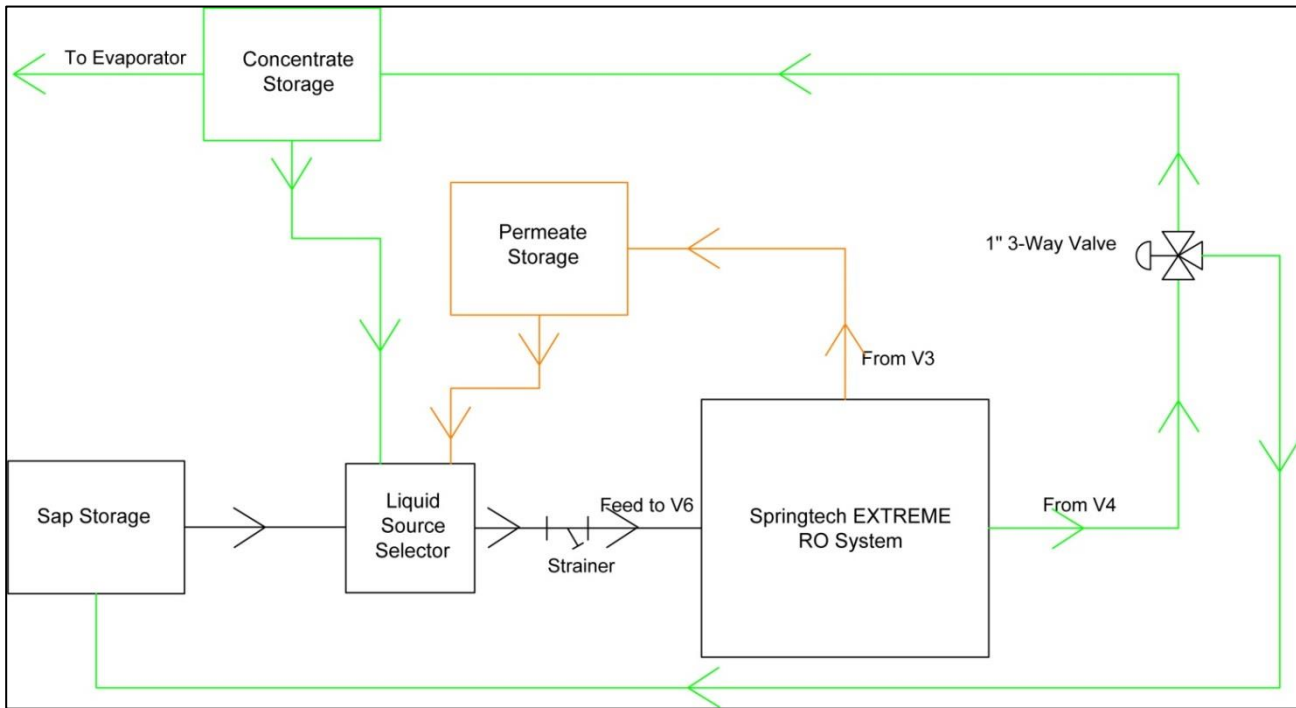 To Evaporator
Concentrate
Storage
Permeate
Storage
1" 3-Way Valve
From V3
Sap Storage
Liquid
Source
Selector
Feed to V6
Strainer
Springtech EXTREME
RO System
From V4